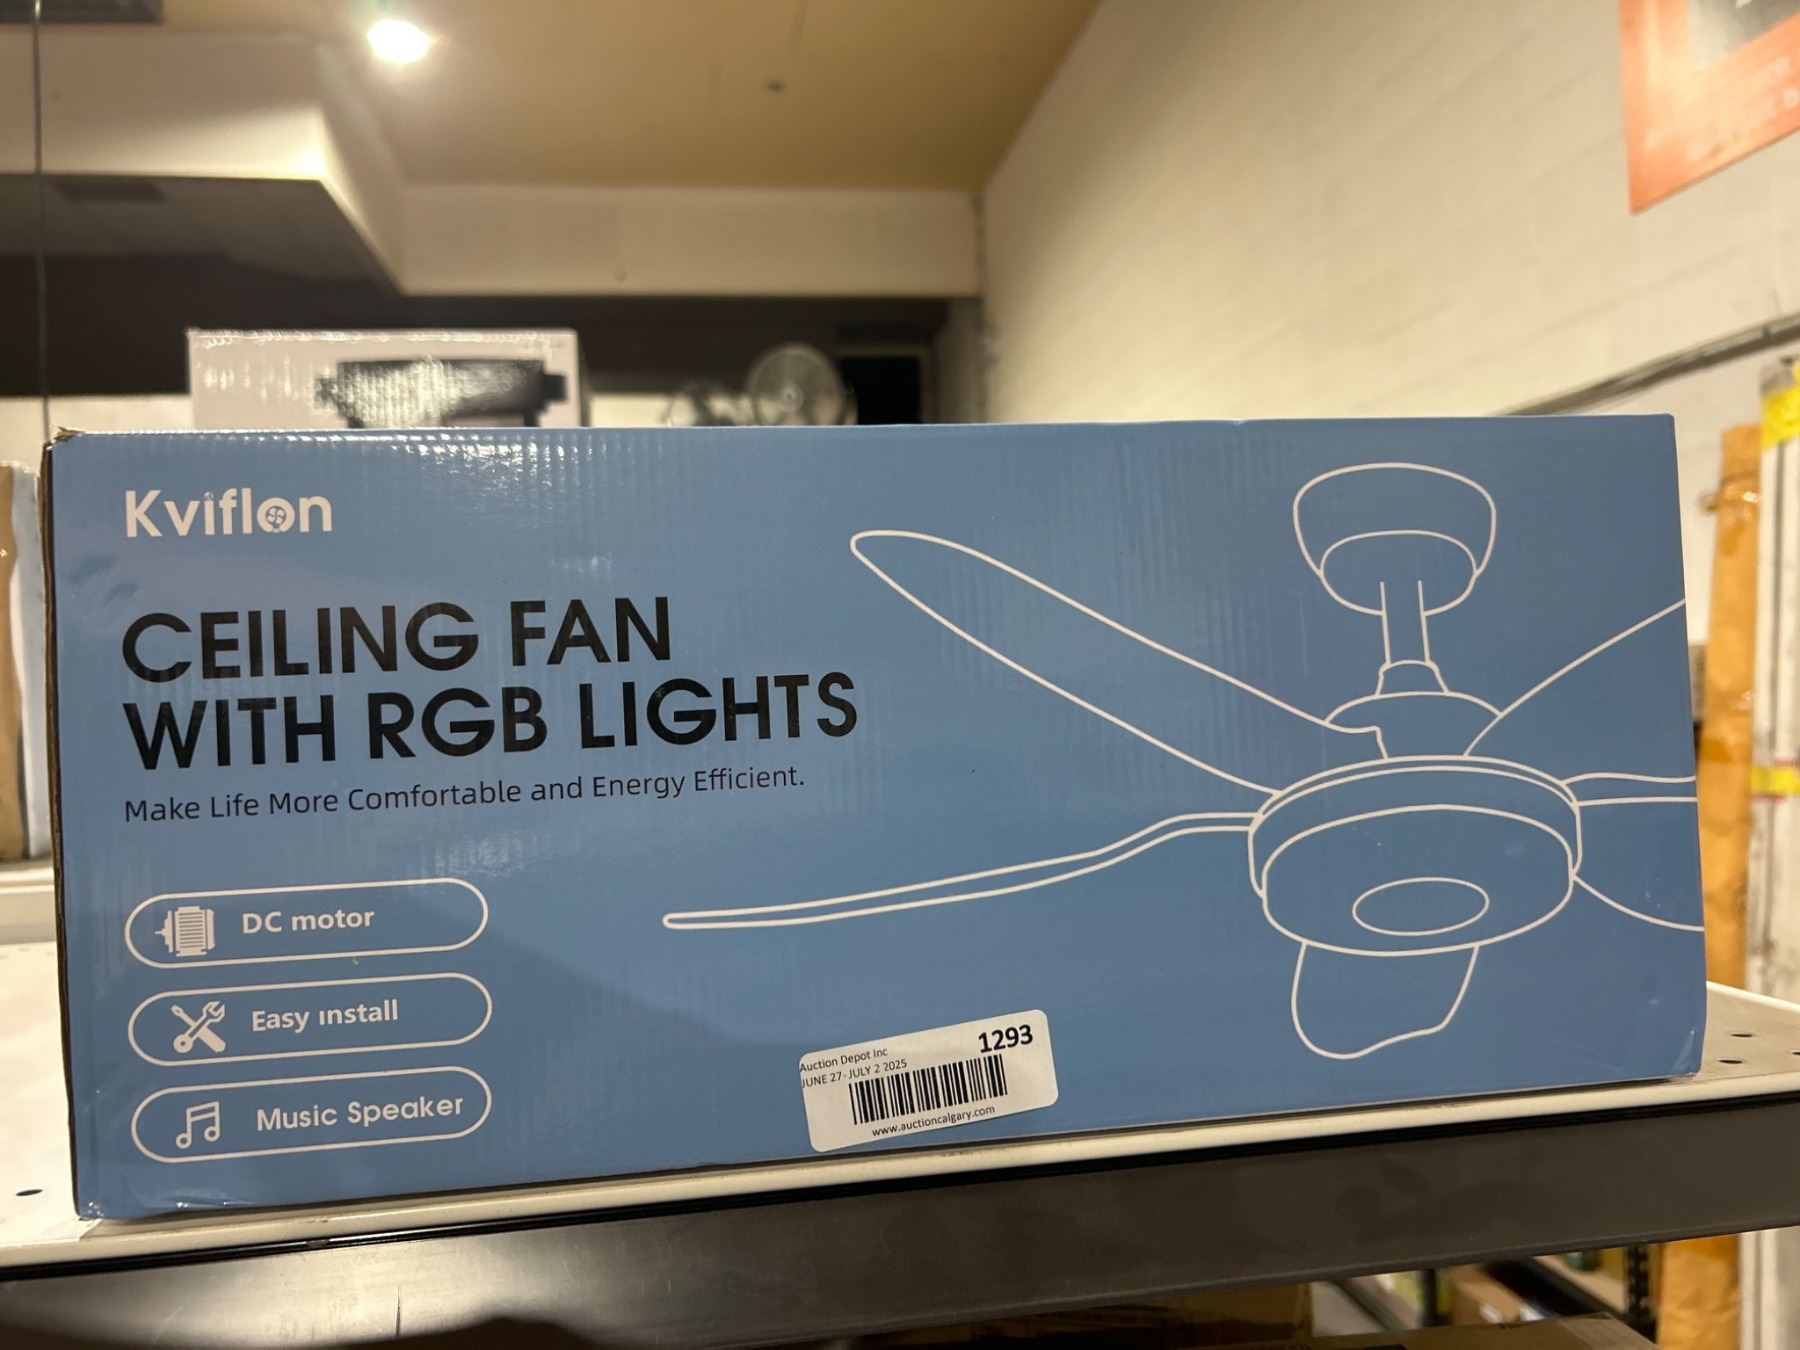 Kviflon
CEILING FAN
WITH RGB LIGHTS
Make Life More Comfortable and Energy Efficient.
DC motor
Easy install
Music Speaker
Auction Depot Inc
1293
JUNE 27- JULY 2 2025
www.auctioncalgary.com